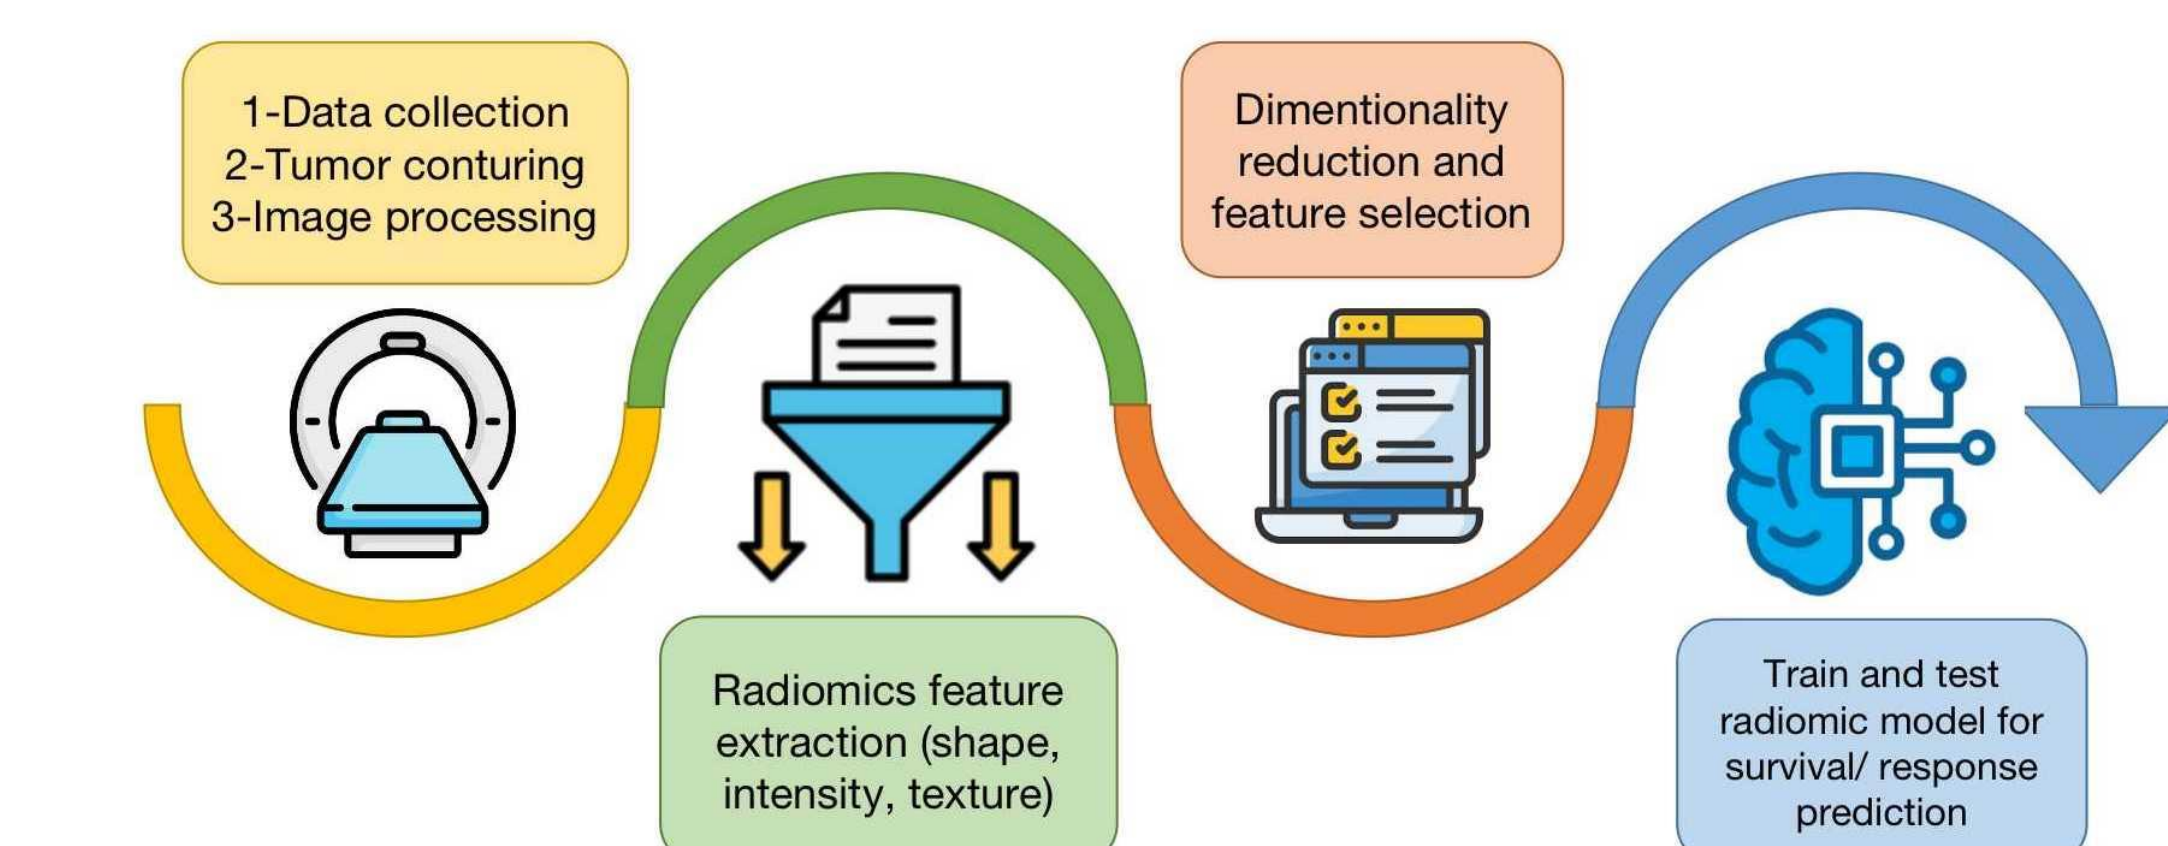 1-Data collection
2-Tumor conturing
3-Image processing
Radiomics feature
extraction (shape,
intensity, texture)
Dimentionality
reduction and
feature selection
Train and test
radiomic model for
survival/ response
prediction